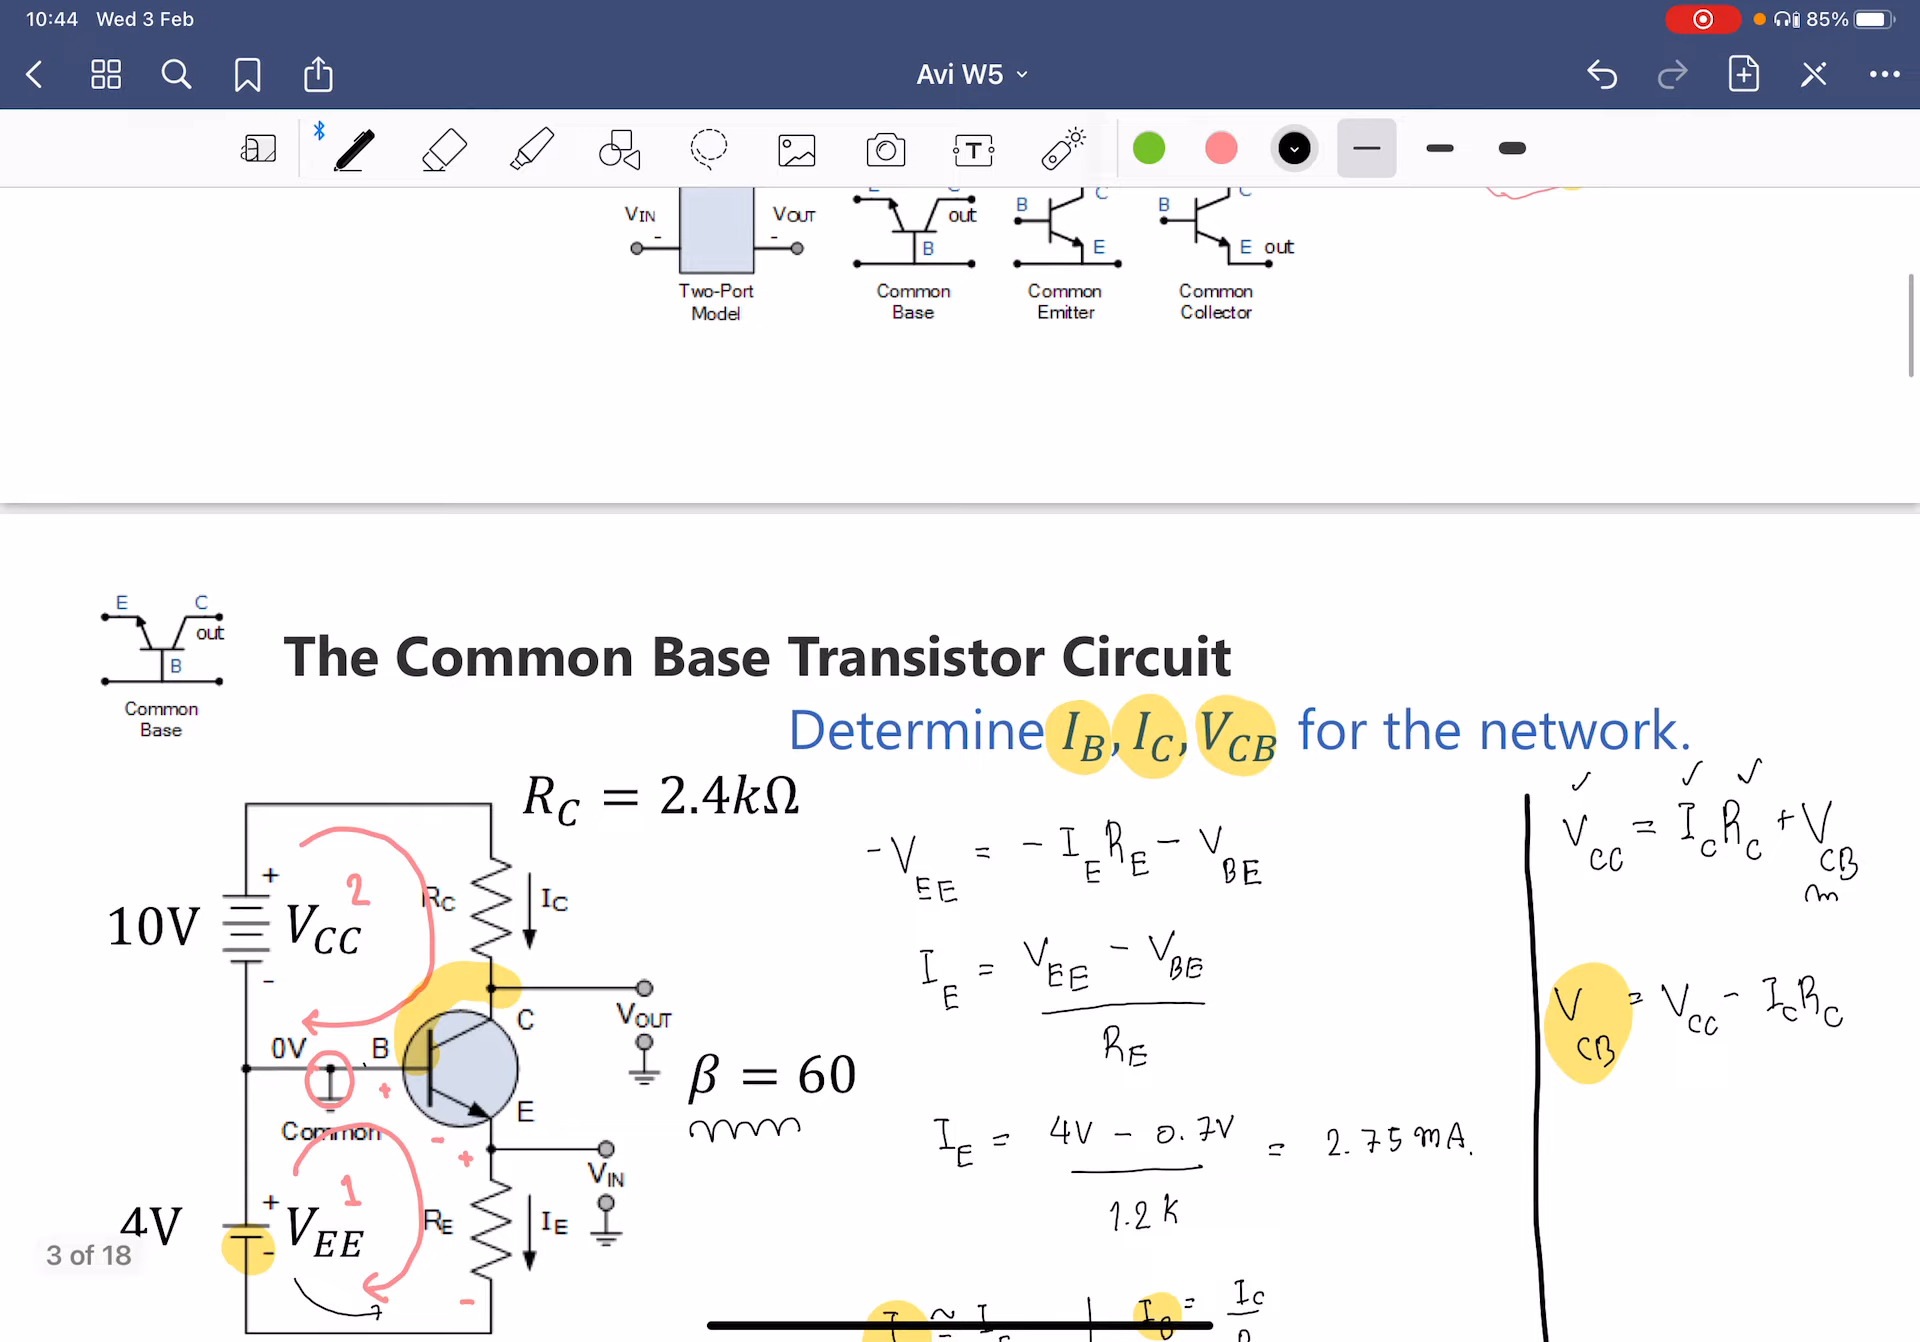 10:44 Wed 3 Feb
85%
Avi W5
a
T
VIN
VOUT
-
-
out
B
B
C
E
B
C
E out
Two-Port
Model
Common
Base
Common
Emitter
Common
Collector
E C
out
B
Common
Base
The Common Base Transistor Circuit
Determine IB, IC, VCB for the network.
RC = 2.4kΩ
10V
+
VCC
-
2
RC
IC
C
VOUT
0V
B
+
Common
E
-
+
VIN
β = 60
4V
+
VEE
-
1
RE
IE
-
3 of 18
-VEE = -IERE - VBE
IE = VEE - VBE
RE
IE = 4V - 0.7V = 2.75 mA.
1.2 k
IB = IC
✓ ✓ ✓
VCC = ICRC + VCB
VCB = VCC - ICRC